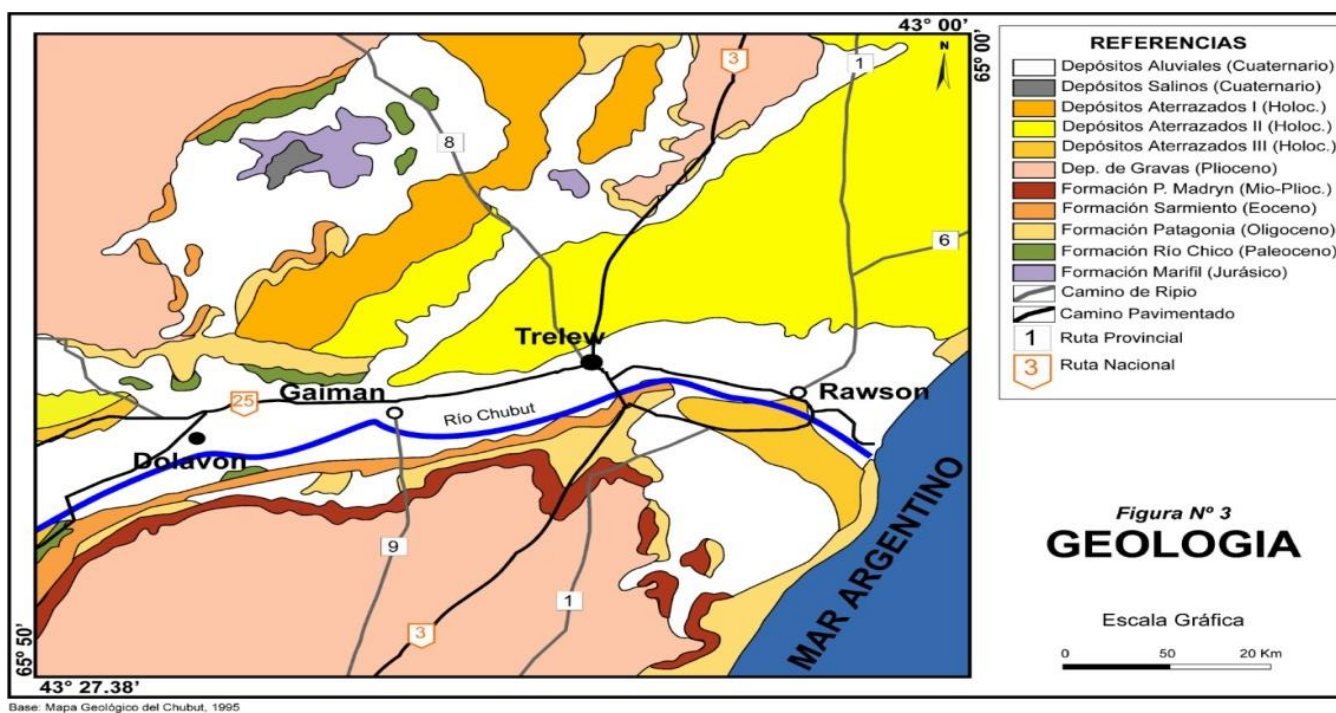 43° 00'
65° 00'
N
3
1
8
6
Trelew
Gaiman
25
Río Chubut
Rawson
Dolavon
9
1
3
MAR ARGENTINO
65º 50'
43° 27.38'
REFERENCIAS
Depósitos Aluviales (Cuaternario)
Depósitos Salinos (Cuaternario)
Depósitos Aterrazados I (Holoc.)
Depósitos Aterrazados II (Holoc.)
Depósitos Aterrazados III (Holoc.)
Dep. de Gravas (Plioceno)
Formación P. Madryn (Mio-Plioc.)
Formación Sarmiento (Eoceno)
Formación Patagonia (Oligoceno)
Formación Río Chico (Paleoceno)
Formación Marifil (Jurásico)
Camino de Ripio
Camino Pavimentado
1 Ruta Provincial
3 Ruta Nacional
Figura Nº 3
GEOLOGIA
Escala Gráfica
0 50 20 Km
Base: Mapa Geológico del Chubut, 1995